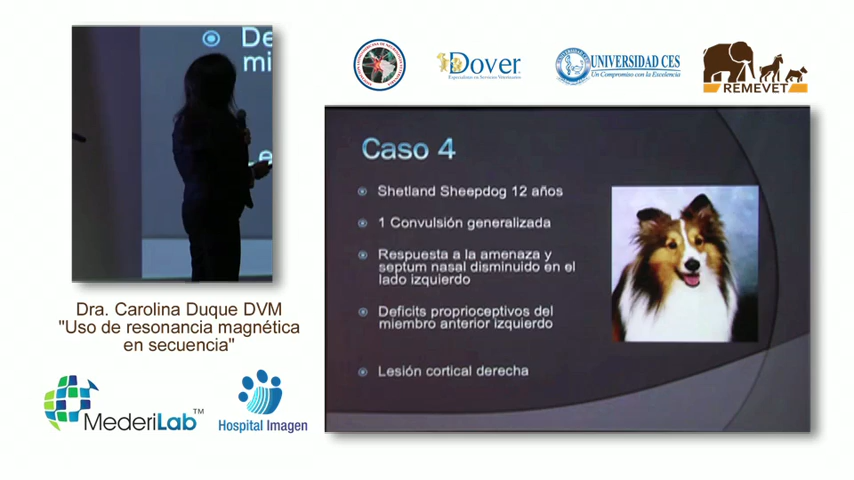 De
mi
Dover
Especialistas en Servicios Veterinarios
UNIVERSIDAD CES
Un Compromiso con la Excelencia
REMEVET
Caso 4
Shetland Sheepdog 12 años
1 Convulsión generalizada
Respuesta a la amenaza y
septum nasal disminuido en el
lado izquierdo
Deficits proprioceptivos del
miembro anterior izquierdo
Lesión cortical derecha
Dra. Carolina Duque DVM
"Uso de resonancia magnética
en secuencia"
MederiLab™
Hospital Imagen